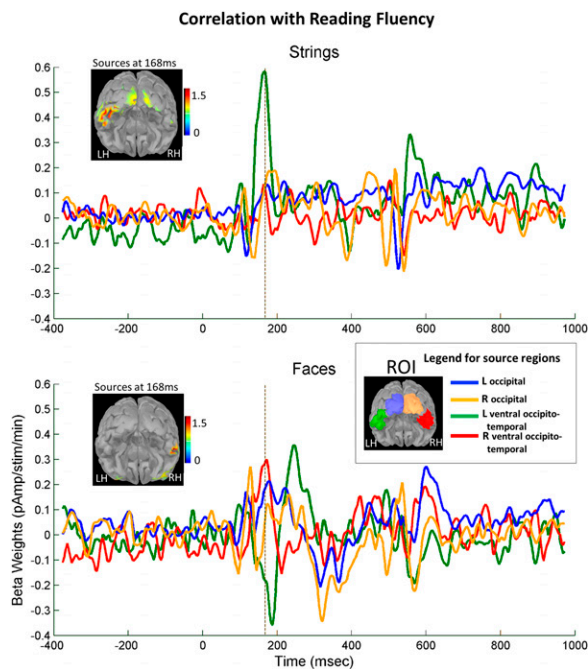 Correlation with Reading Fluency
Strings
Sources at 168ms
1.5
0
LH
RH
0.6
0.5
0.4
0.3
0.2
0.1
0
-0.1
-0.2
-0.3
-0.4
-400
-200
0
200
400
600
800
1000
Faces
Sources at 168ms
1.5
0
LH
RH
ROI
LH
RH
Legend for source regions
L occipital
R occipital
L ventral occipito-
temporal
R ventral occipito-
temporal
Beta Weights (pAmp/stim/min)
0.6
0.5
0.4
0.3
0.2
0.1
0
-0.1
-0.2
-0.3
-0.4
-400
-200
0
200
400
600
800
1000
Time (msec)